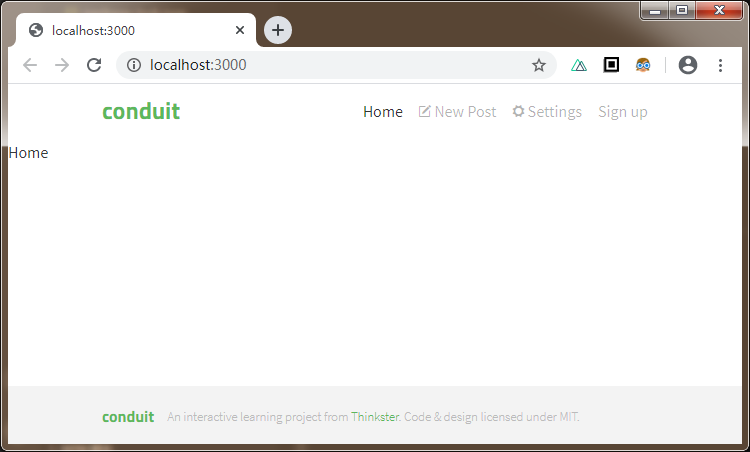 localhost:3000
localhost:3000
conduit Home New Post Settings Sign up
Home
conduit An interactive learning project from Thinkster. Code & design licensed under MIT.